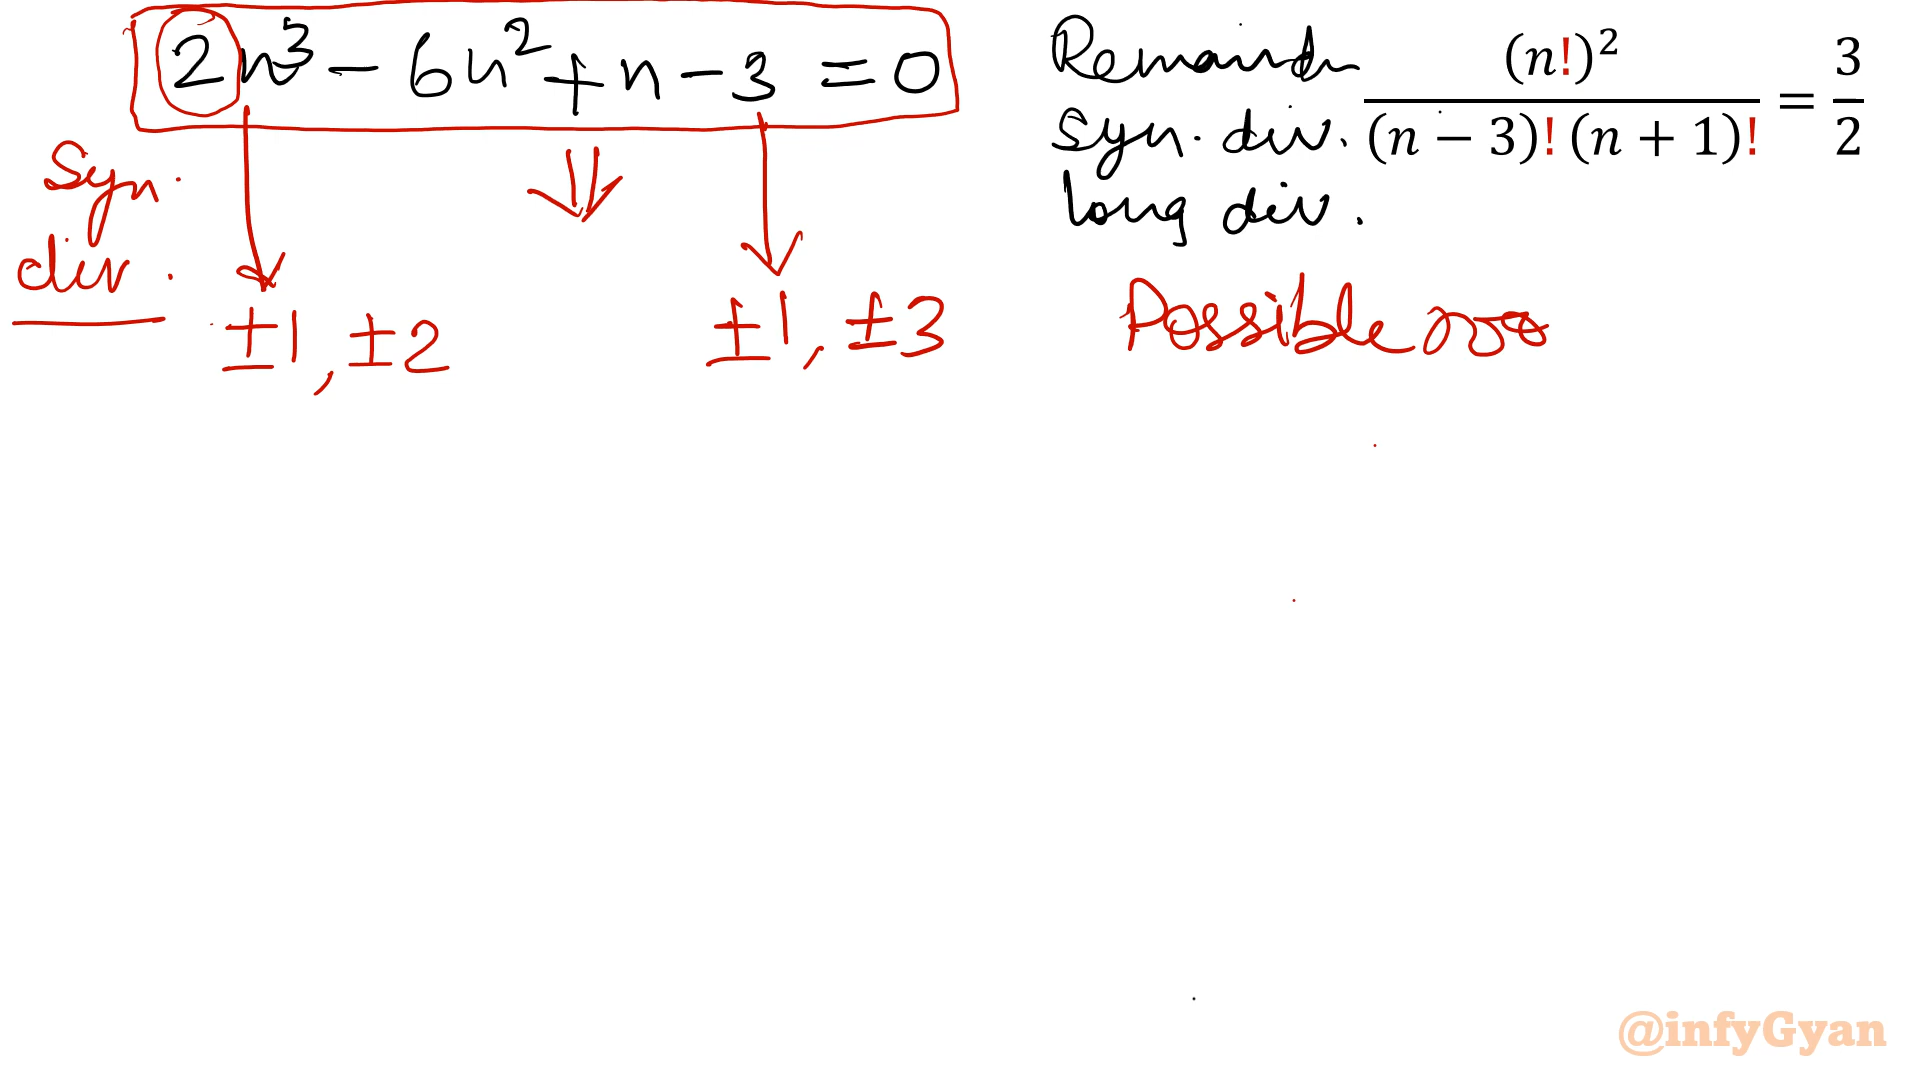 2n³ − 6n² + n − 3 = 0
Syn.
div.
±1, ±2
±1, ±3
Remaind
Syn. div.
long div.
(n!)² / (n − 3)! (n + 1)! = 3/2
Possible
@infyGyan